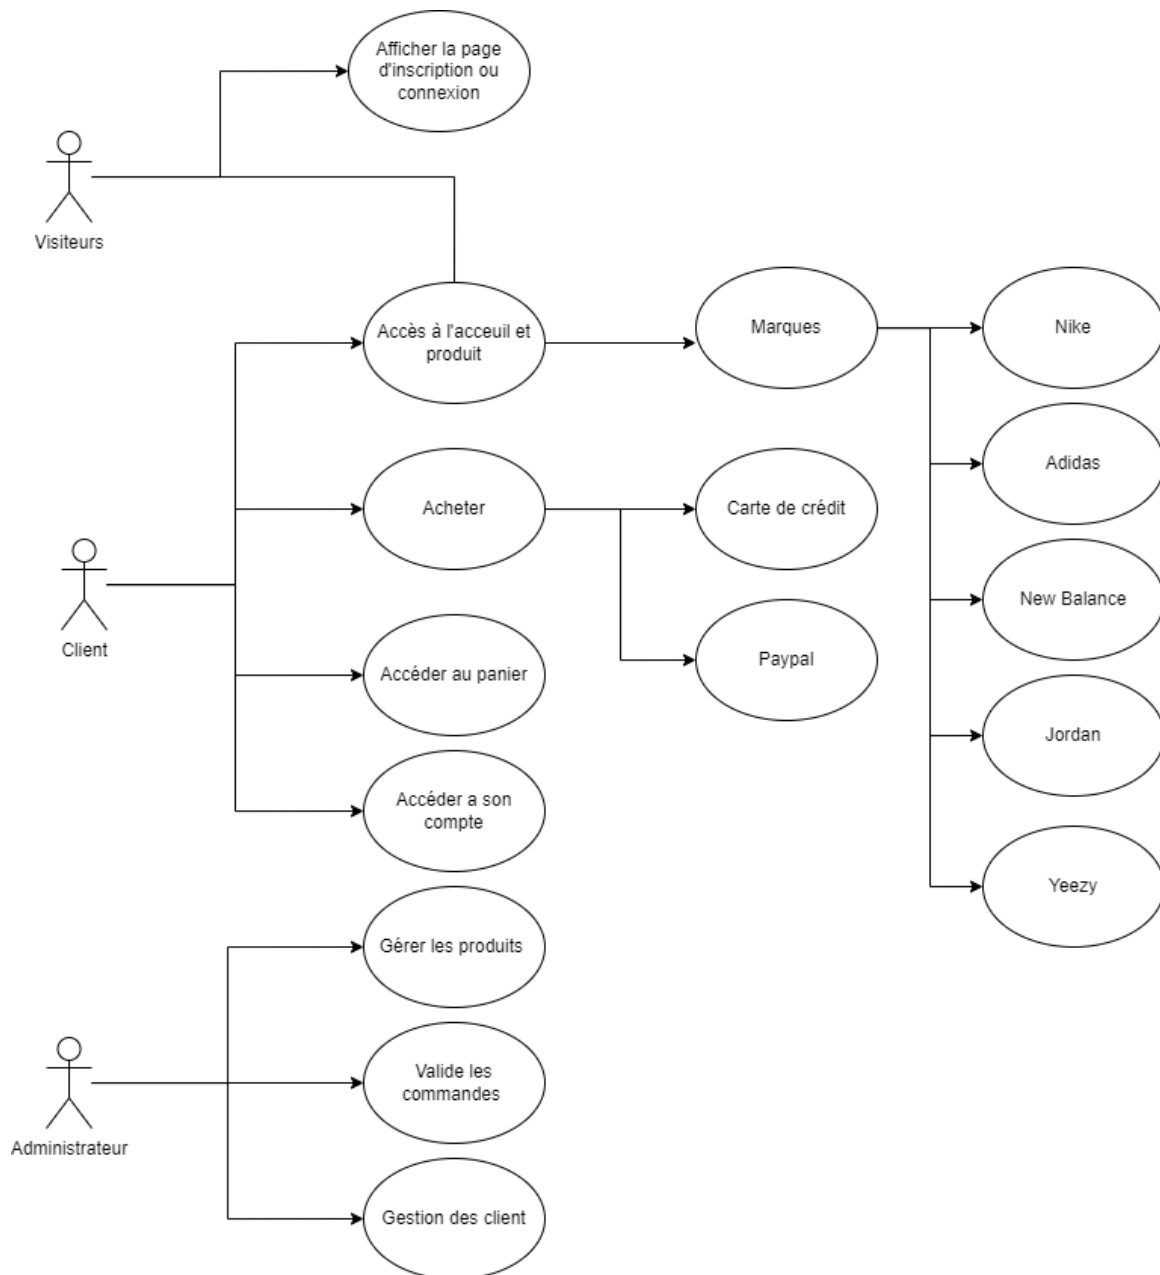 Afficher la page
d'inscription ou
connexion
Visiteurs
Accès à l'acceuil et
produit
Marques
Nike
Adidas
Acheter
Carte de crédit
New Balance
Client
Accéder au panier
Paypal
Jordan
Accéder a son
compte
Yeezy
Gérer les produits
Valide les
commandes
Administrateur
Gestion des client